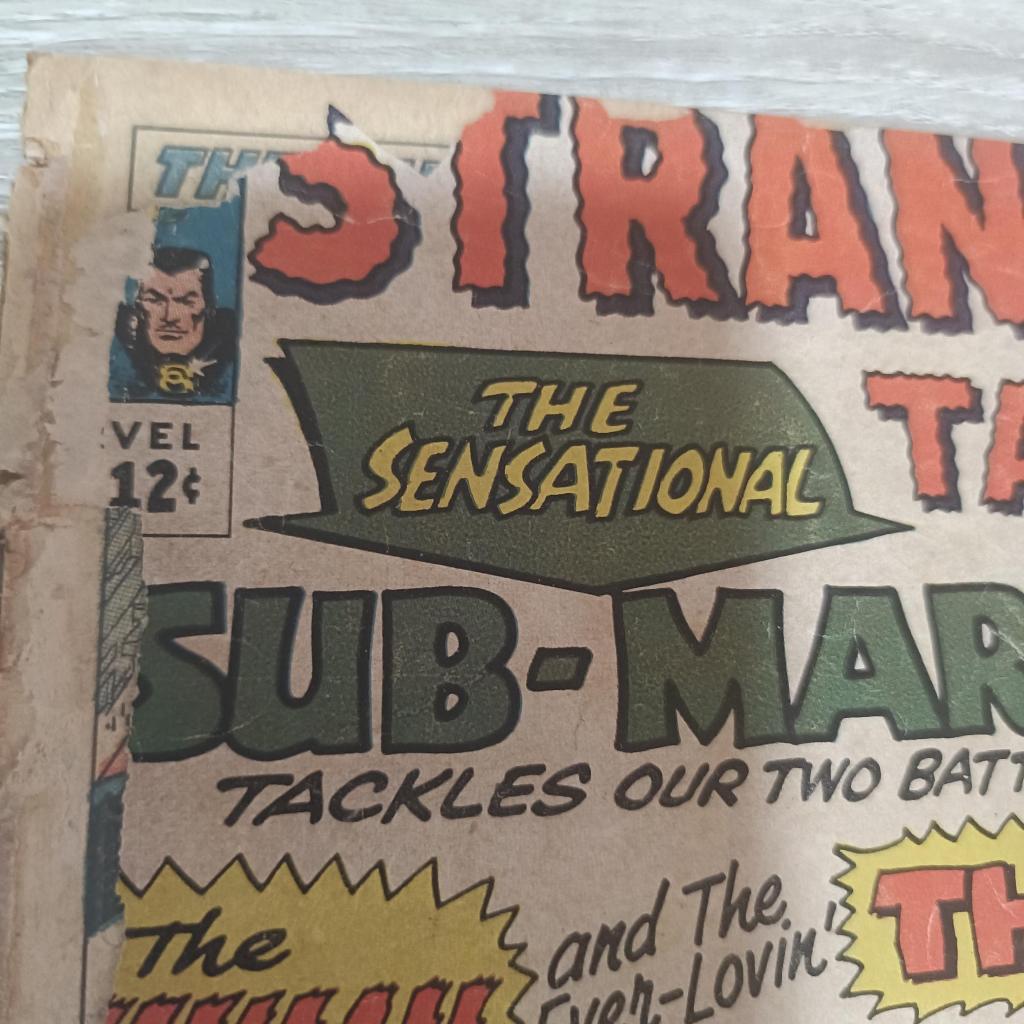 STRAN
VEL
12¢
TA
THE
SENSATIONAL
SUB-MAR
TACKLES OUR TWO BATT
The
and The
Ever-Lovin'
TH